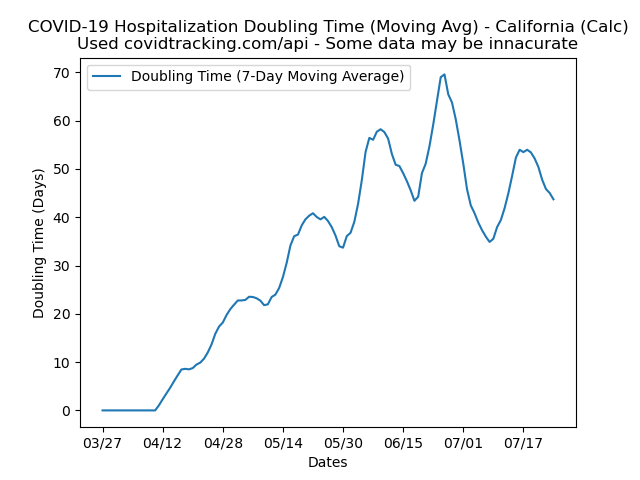 COVID-19 Hospitalization Doubling Time (Moving Avg) - California (Calc)
Used covidtracking.com/api - Some data may be innacurate
Doubling Time (7-Day Moving Average)
Doubling Time (Days)
70
60
50
40
30
20
10
0
03/27 04/12 04/28 05/14 05/30 06/15 07/01 07/17
Dates